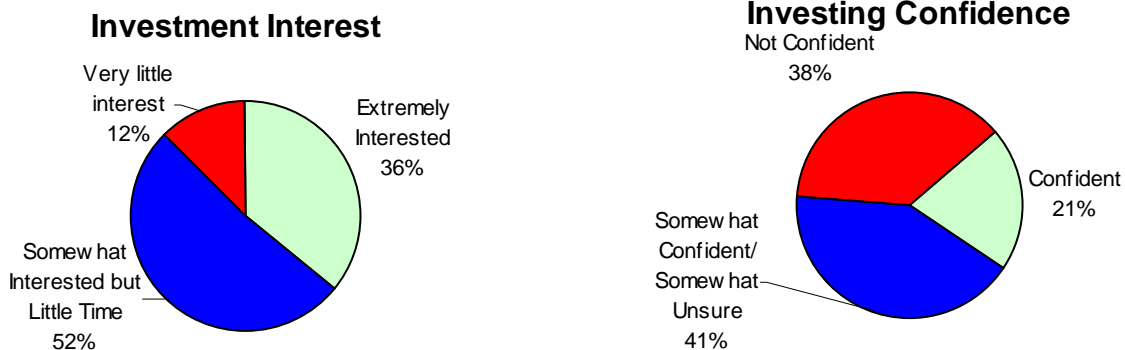 Investment Interest
Very little
interest
12%
Extremely
Interested
36%
Somew hat
Interested but
Little Time
52%
Investing Confidence
Not Confident
38%
Confident
21%
Somew hat
Confident/
Somew hat
Unsure
41%